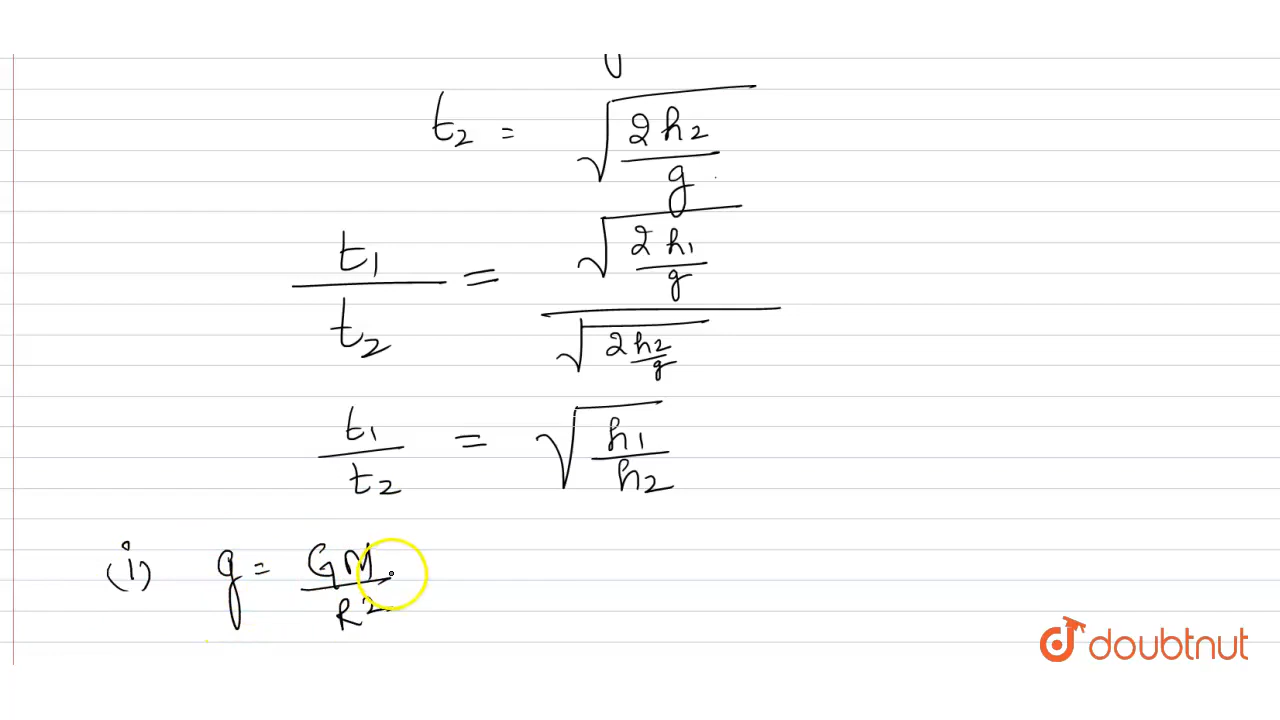 t₂ = √(2h₂/g)
t₁/t₂ = √(2h₁/g) / √(2h₂/g)
t₁/t₂ = √(h₁/h₂)
(i) g = GM/R²
doubtnut